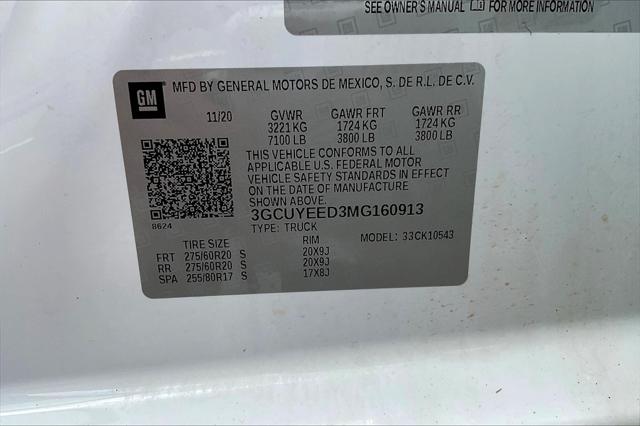 SEE OWNER'S MANUAL FOR MORE INFORMATION
GM
MFD BY GENERAL MOTORS DE MEXICO, S. DE R.L. DE C.V.
11/20 GVWR GAWR FRT GAWR RR
3221 KG 1724 KG 1724 KG
7100 LB 3800 LB 3800 LB
THIS VEHICLE CONFORMS TO ALL
APPLICABLE U.S. FEDERAL MOTOR
VEHICLE SAFETY STANDARDS IN EFFECT
ON THE DATE OF MANUFACTURE
SHOWN ABOVE.
3GCUYEED3MG160913
8624
TYPE: TRUCK
MODEL: 33CK10543
TIRE SIZE RIM
FRT 275/60R20 S 20X9J
RR 275/60R20 S 20X9J
SPA 255/80R17 S 17X8J